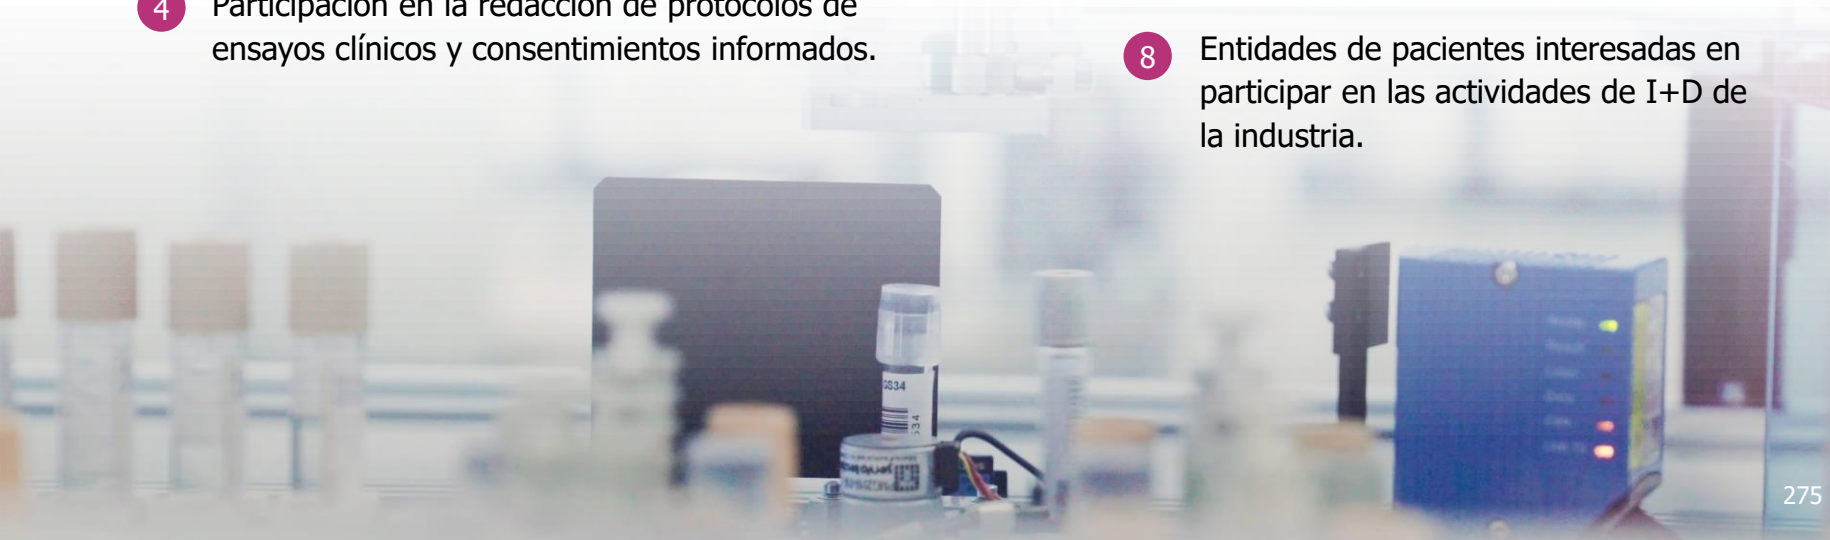 4
Participación en la redacción de protocolos de
ensayos clínicos y consentimientos informados.
8
Entidades de pacientes interesadas en
participar en las actividades de I+D de
la industria.
GS34
275